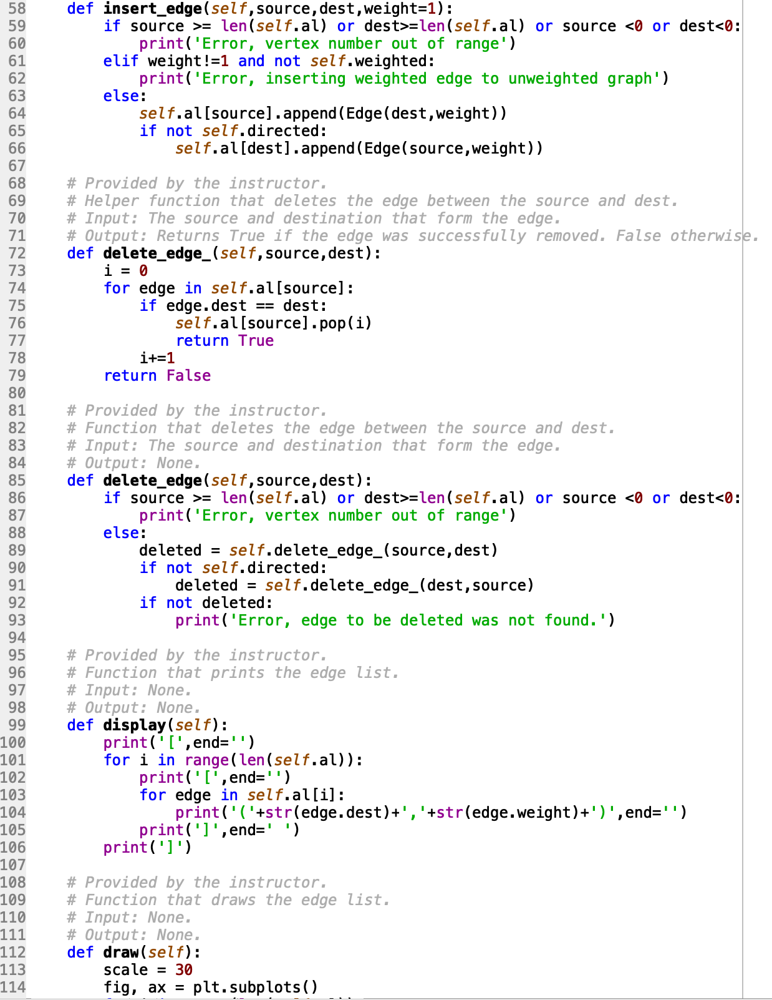 58 def insert_edge(self,source,dest,weight=1):
59 if source >= len(self.al) or dest>=len(self.al) or source <0 or dest<0:
60 print('Error, vertex number out of range')
61 elif weight!=1 and not self.weighted:
62 print('Error, inserting weighted edge to unweighted graph')
63 else:
64 self.al[source].append(Edge(dest,weight))
65 if not self.directed:
66 self.al[dest].append(Edge(source,weight))
67
68 # Provided by the instructor.
69 # Helper function that deletes the edge between the source and dest.
70 # Input: The source and destination that form the edge.
71 # Output: Returns True if the edge was successfully removed. False otherwise.
72 def delete_edge_(self,source,dest):
73 i = 0
74 for edge in self.al[source]:
75 if edge.dest == dest:
76 self.al[source].pop(i)
77 return True
78 i+=1
79 return False
80
81 # Provided by the instructor.
82 # Function that deletes the edge between the source and dest.
83 # Input: The source and destination that form the edge.
84 # Output: None.
85 def delete_edge(self,source,dest):
86 if source >= len(self.al) or dest>=len(self.al) or source <0 or dest<0:
87 print('Error, vertex number out of range')
88 else:
89 deleted = self.delete_edge_(source,dest)
90 if not self.directed:
91 deleted = self.delete_edge_(dest,source)
92 if not deleted:
93 print('Error, edge to be deleted was not found.')
94
95 # Provided by the instructor.
96 # Function that prints the edge list.
97 # Input: None.
98 # Output: None.
99 def display(self):
100 print('[',end='')
101 for i in range(len(self.al)):
102 print('[',end='')
103 for edge in self.al[i]:
104 print('('+str(edge.dest)+','+str(edge.weight)+')',end='')
105 print(']',end=' ')
106 print(']')
107
108 # Provided by the instructor.
109 # Function that draws the edge list.
110 # Input: None.
111 # Output: None.
112 def draw(self):
113 scale = 30
114 fig, ax = plt.subplots()